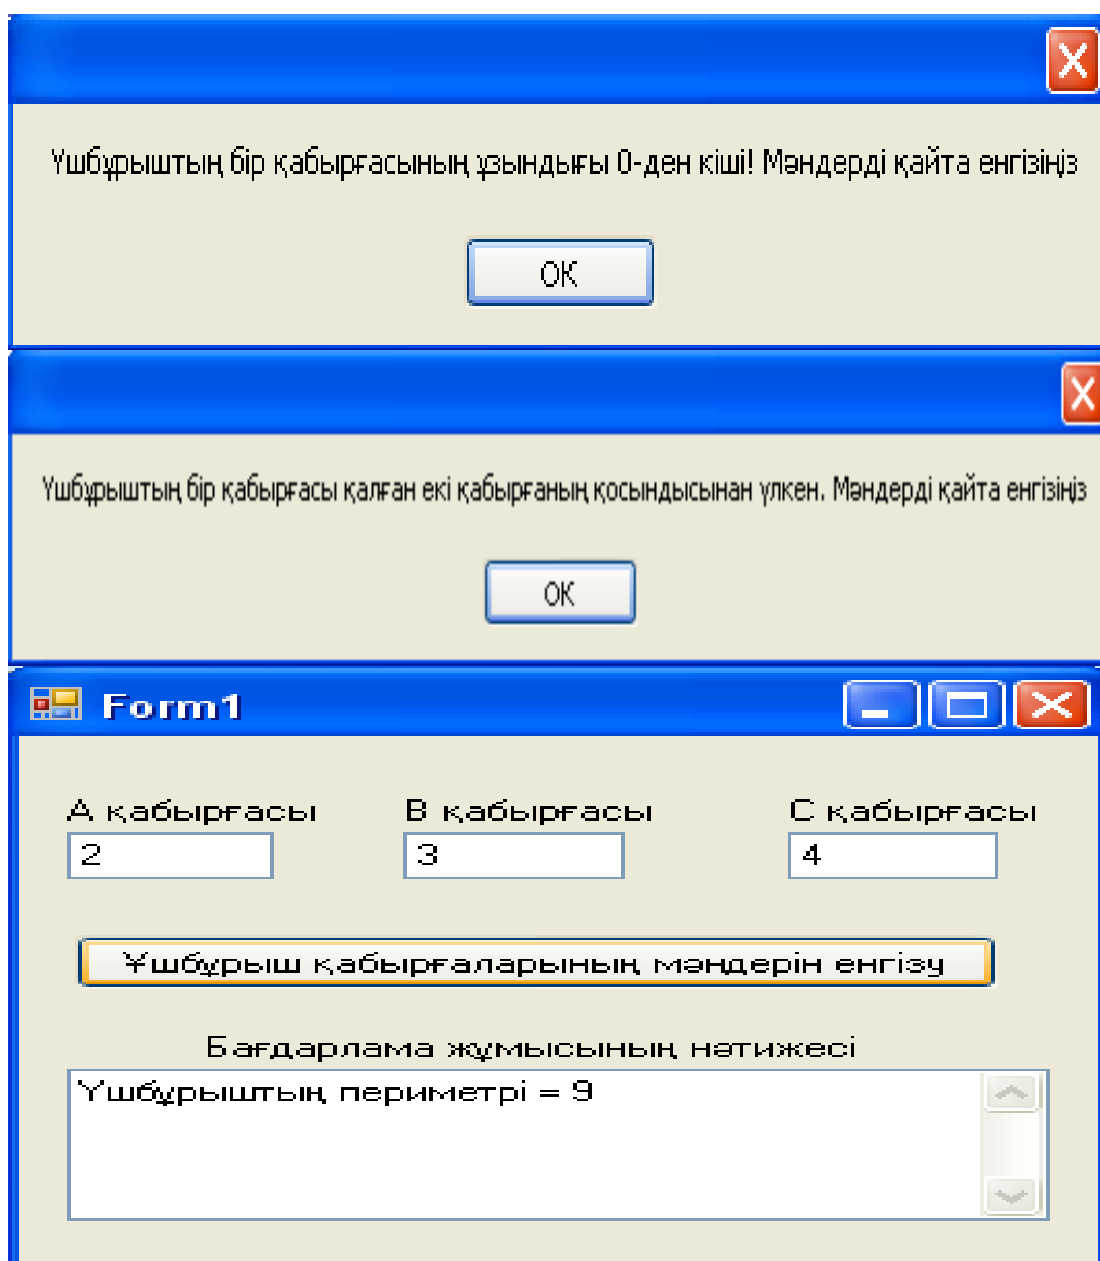 Үшбұрыштың бір қабырғасының ұзындығы 0-ден кіші! Мәндерді қайта енгізіңіз
OK
Үшбұрыштың бір қабырғасы қалған екі қабырғаның қосындысынан үлкен. Мәндерді қайта енгізіңіз
OK
Form1
А қабырғасы В қабырғасы С қабырғасы
2 3 4
Ұшбұрыш қабырғаларының мәндерін енгізу
Бағдарлама жұмысының нәтижесі
Үшбұрыштың периметрі = 9